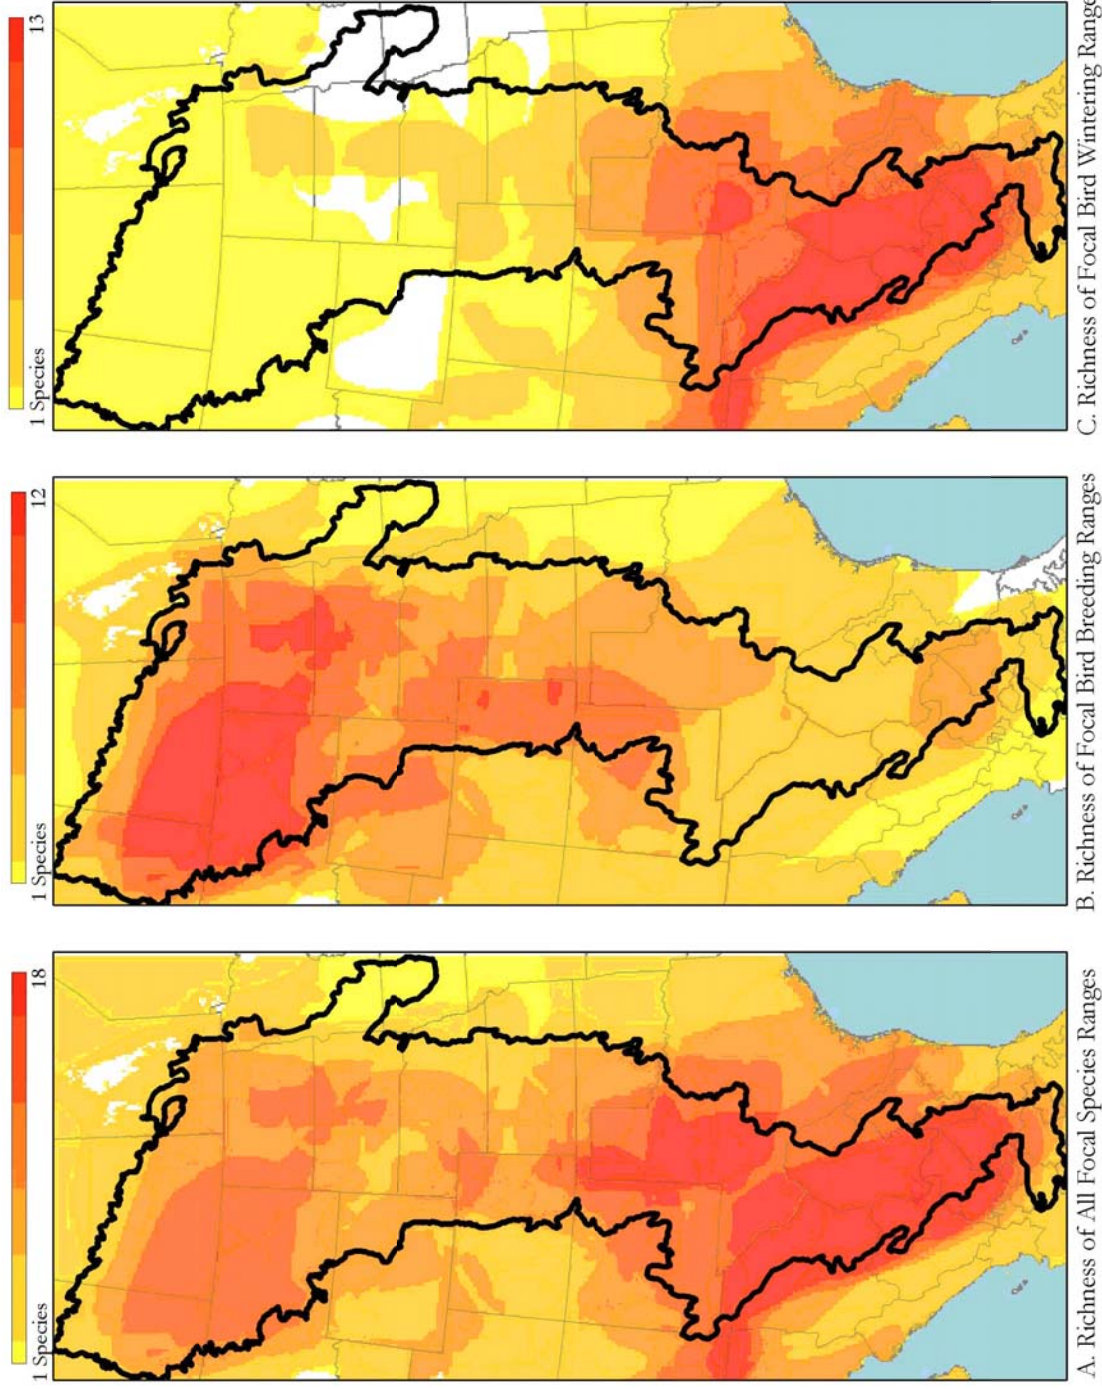 1 Species
18
A. Richness of All Focal Species Ranges
1 Species
12
B. Richness of Focal Bird Breeding Ranges
1 Species
13
C. Richness of Focal Bird Wintering Range